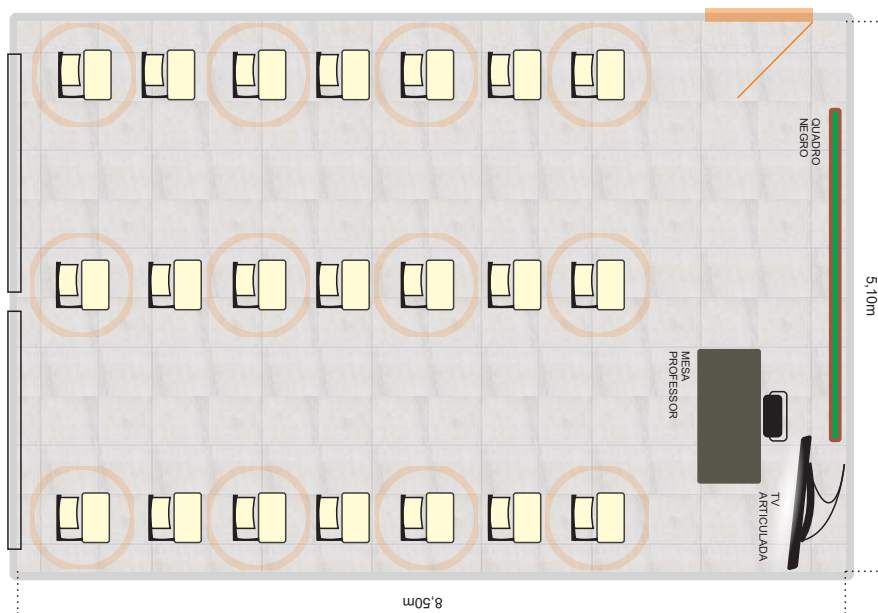 QUADRO
NEGRO
5,10m
MESA
PROFESSOR
TV
ARTICULADA
8,50m